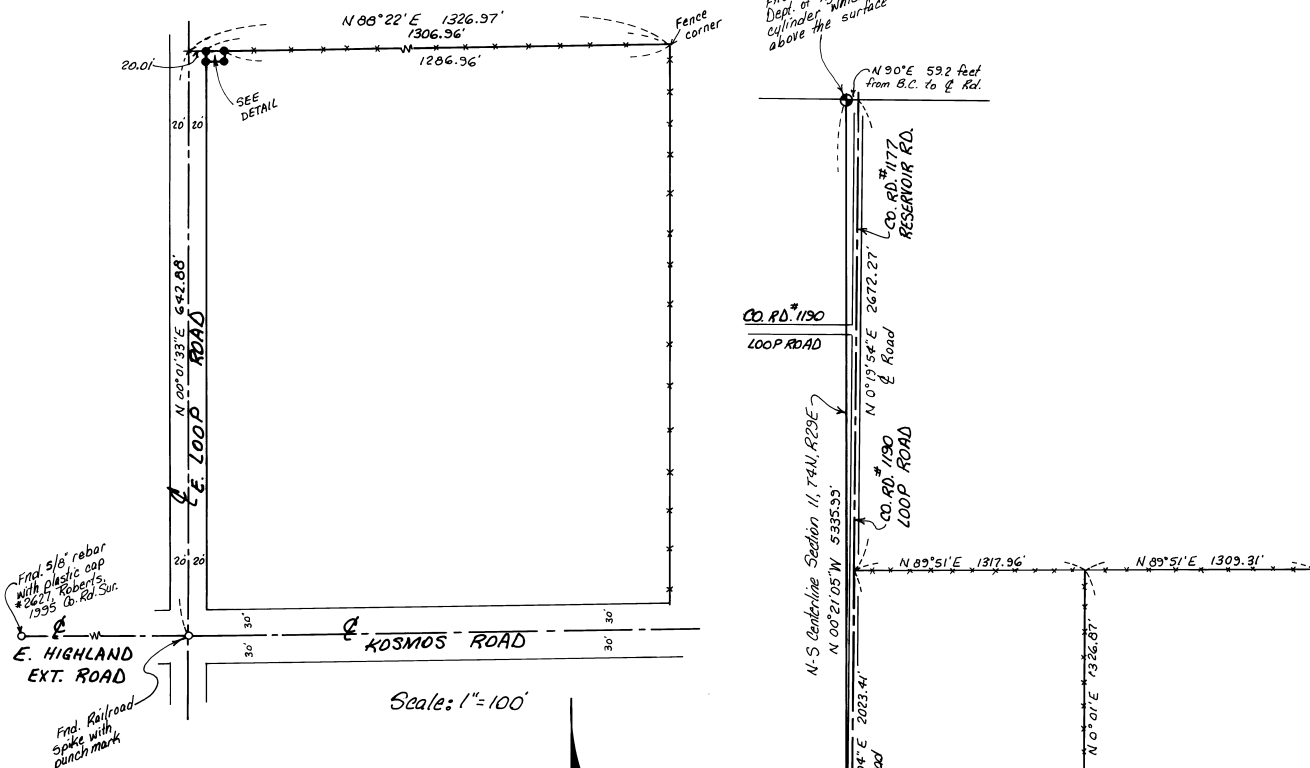 N 88°22'E 1326.97'
1306.96'
1286.96'
Fence
corner
20.01'
SEE
DETAIL
20' 20'
N 00°01'33"E 642.88'
℄ E. LOOP ROAD
20' 20'
Fnd. 5/8" rebar
with plastic cap
#2627, Roberts,
1995 Co. Rd. Sur.
℄
E. HIGHLAND
EXT. ROAD
30'
30'
℄
KOSMOS ROAD
30'
30'
Fnd. Railroad
spike with
punch mark
Scale: 1"=100'
Dept. of
cylinder
above the surface
N 90°E 59.2 feet
from B.C. to ℄ Rd.
CO. RD. #1177
RESERVOIR RD.
N 0°19'54"E 2672.27'
℄ Road
CO. RD. #1190
LOOP ROAD
N-S Centerline Section 11, T4N, R29E
N 00°21'05"W 5335.99'
CO. RD. #1190
LOOP ROAD
N 89°51'E 1317.96'
N 89°51'E 1309.31'
N 0°01'E 1326.87'
04"E 2023.41'